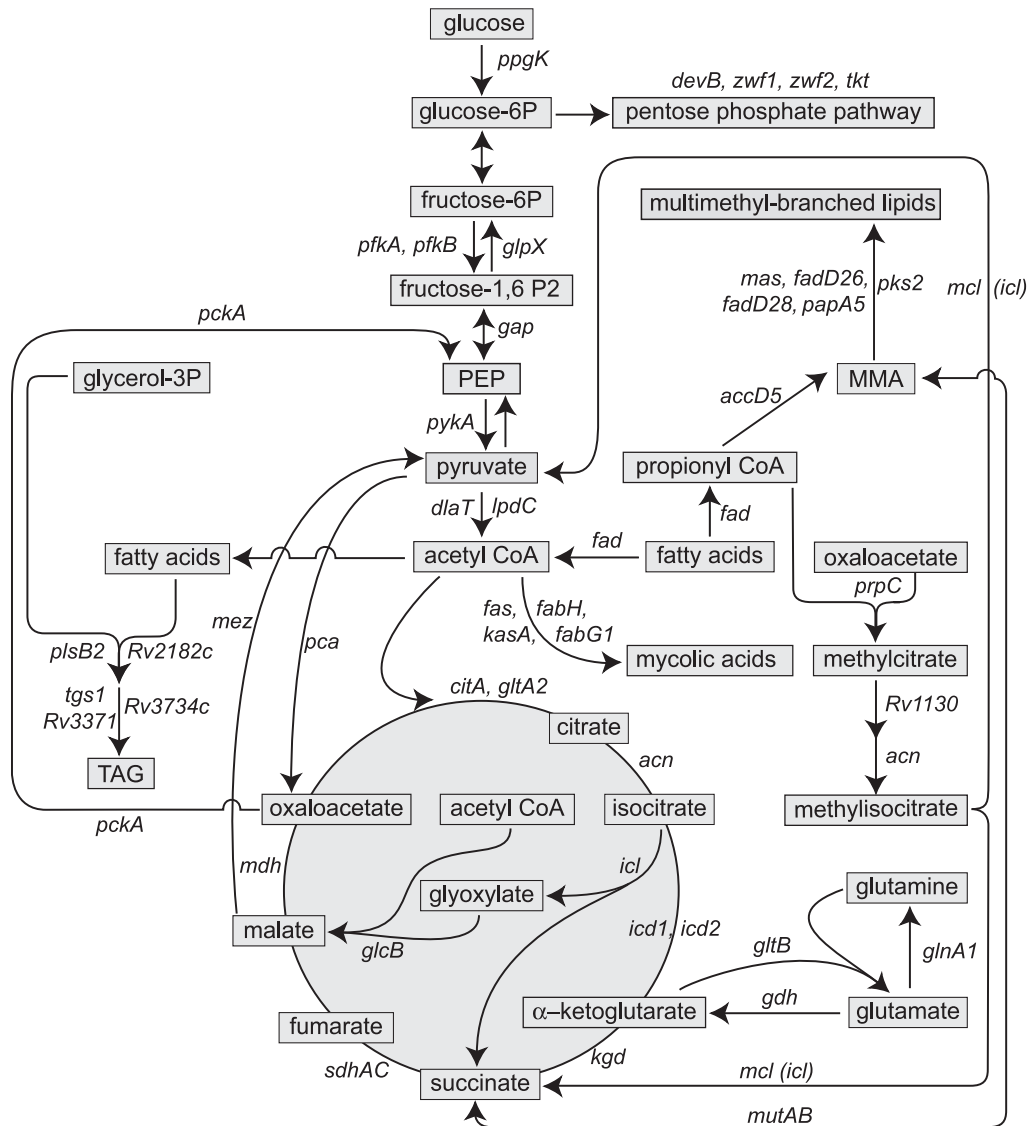 glucose
ppgK
devB, zwf1, zwf2, tkt
glucose-6P
pentose phosphate pathway
fructose-6P
multimethyl-branched lipids
pfkA, pfkB
glpX
mas, fadD26,
pks2
fadD28, papA5
mcl (icl)
fructose-1,6 P2
pckA
gap
glycerol-3P
PEP
MMA
accD5
pykA
pyruvate
propionyl CoA
dlaT
lpdC
fad
fatty acids
acetyl CoA
fad
fatty acids
oxaloacetate
prpC
mez
pca
fas,
fabH,
kasA,
fabG1
plsB2
Rv2182c
mycolic acids
methylcitrate
tgs1
Rv3371
Rv3734c
citA, gltA2
Rv1130
citrate
acn
acn
TAG
oxaloacetate
acetyl CoA
isocitrate
methylisocitrate
pckA
mdh
icl
glyoxylate
glutamine
malate
glcB
icd1, icd2
gltB
glnA1
gdh
α–ketoglutarate
glutamate
fumarate
sdhAC
kgd
succinate
mcl (icl)
mutAB